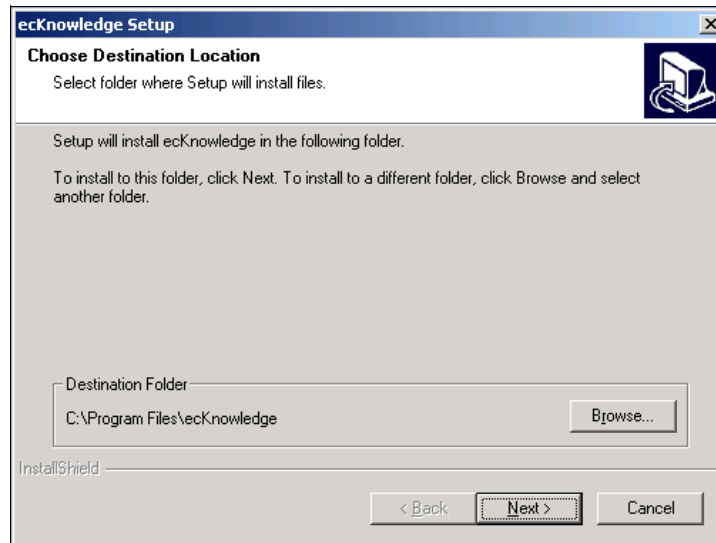 ecKnowledge Setup
Choose Destination Location
Select folder where Setup will install files.
Setup will install ecKnowledge in the following folder.
To install to this folder, click Next. To install to a different folder, click Browse and select
another folder.
Destination Folder
C:\Program Files\ecKnowledge
Browse...
InstallShield
< Back
Next >
Cancel